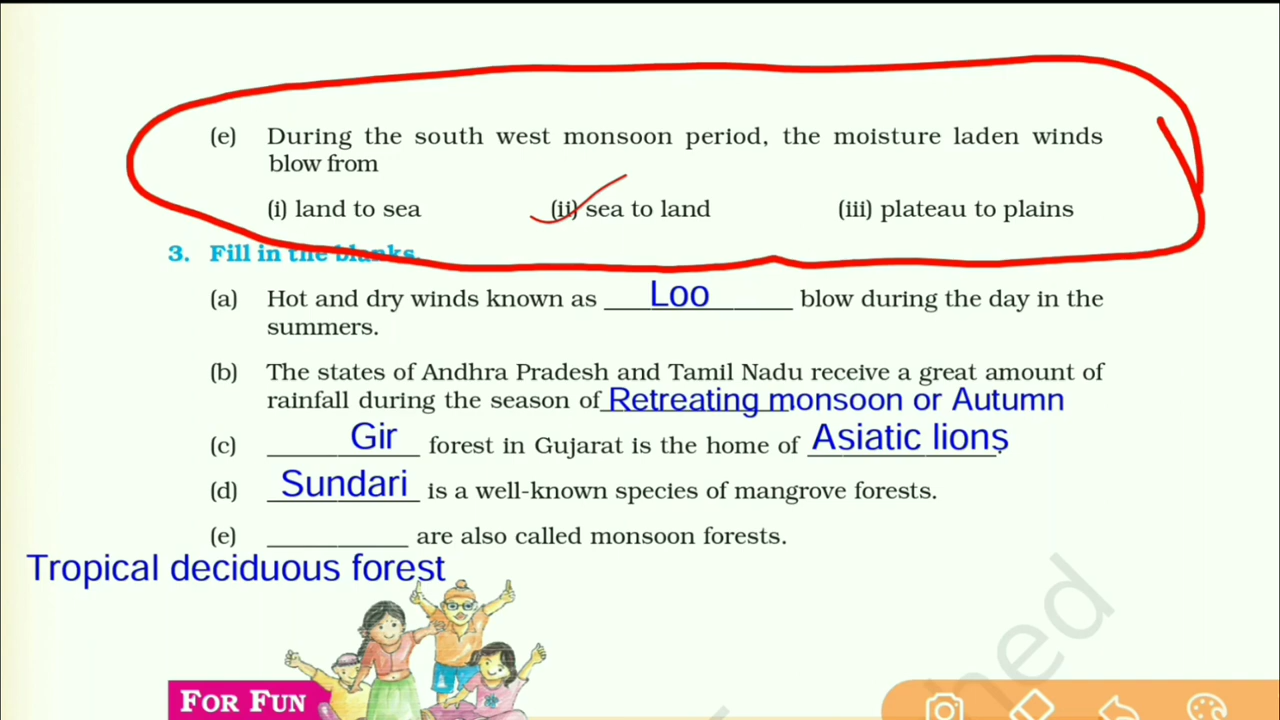 (e) During the south west monsoon period, the moisture laden winds
blow from
(i) land to sea (ii) sea to land (iii) plateau to plains
3. Fill in the blanks.
(a) Hot and dry winds known as Loo blow during the day in the
summers.
(b) The states of Andhra Pradesh and Tamil Nadu receive a great amount of
rainfall during the season of Retreating monsoon or Autumn
(c) Gir forest in Gujarat is the home of Asiatic lions.
(d) Sundari is a well-known species of mangrove forests.
(e) ____________ are also called monsoon forests.
Tropical deciduous forest
FOR FUN